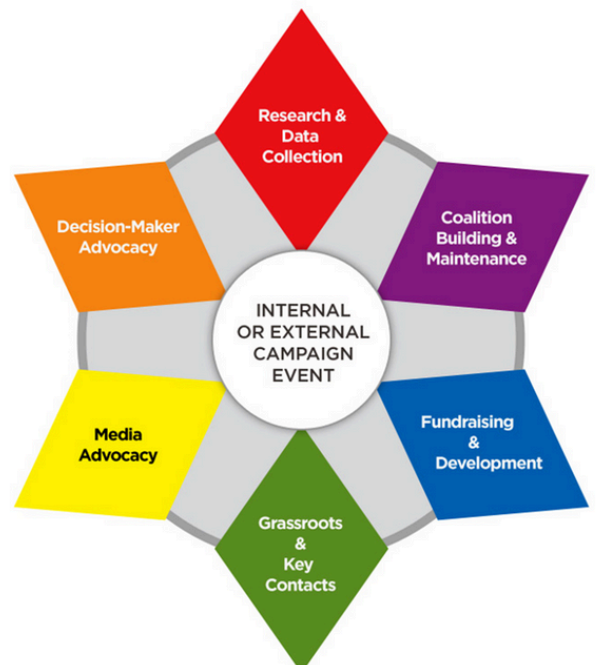 Research &
Data
Collection
Decision-Maker
Advocacy
Coalition
Building &
Maintenance
INTERNAL
OR EXTERNAL
CAMPAIGN
EVENT
Media
Advocacy
Fundraising
&
Development
Grassroots
&
Key
Contacts